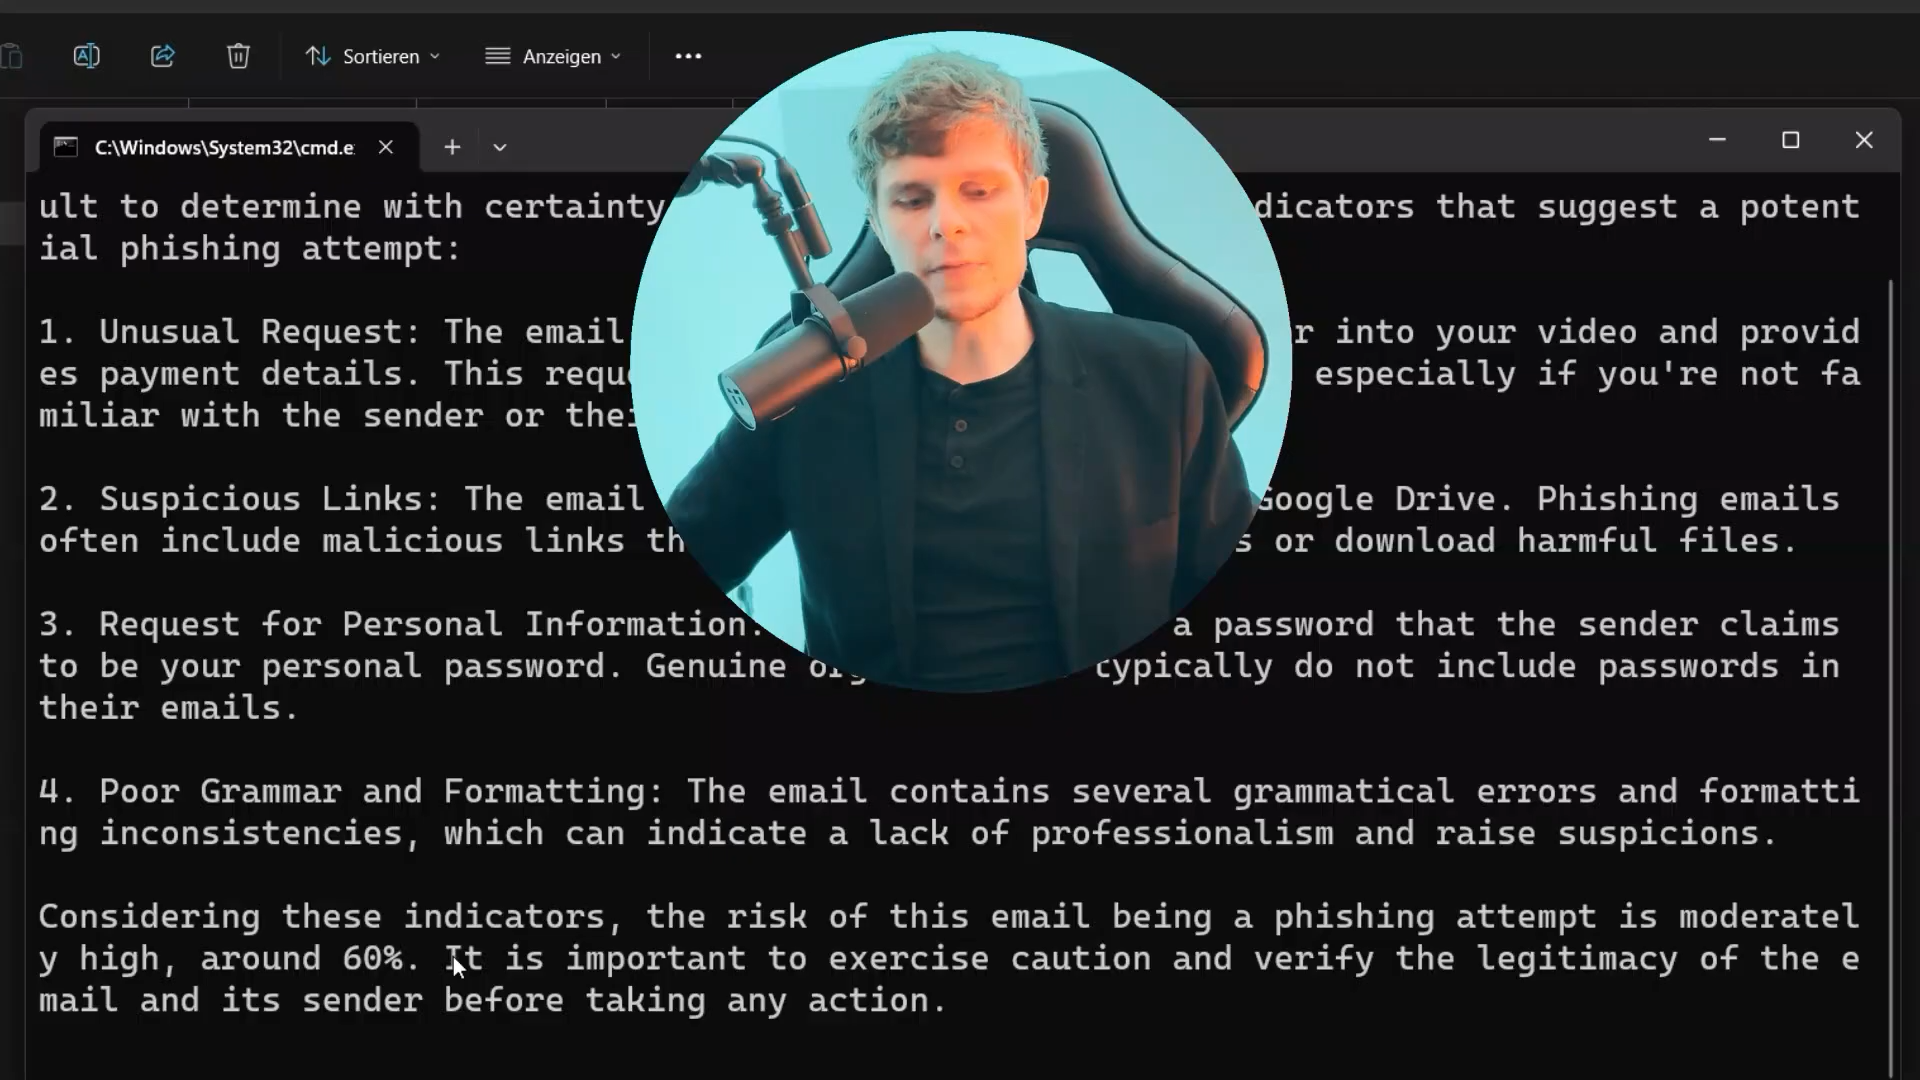 Sortieren Anzeigen
C:\Windows\System32\cmd.e
ult to determine with certainty dicators that suggest a potent
ial phishing attempt:
1. Unusual Request: The email r into your video and provid
es payment details. This requ especially if you're not fa
miliar with the sender or thei
2. Suspicious Links: The email Google Drive. Phishing emails
often include malicious links th s or download harmful files.
3. Request for Personal Information: a password that the sender claims
to be your personal password. Genuine typically do not include passwords in
their emails.
4. Poor Grammar and Formatting: The email contains several grammatical errors and formatti
ng inconsistencies, which can indicate a lack of professionalism and raise suspicions.
Considering these indicators, the risk of this email being a phishing attempt is moderatel
y high, around 60%. It is important to exercise caution and verify the legitimacy of the e
mail and its sender before taking any action.